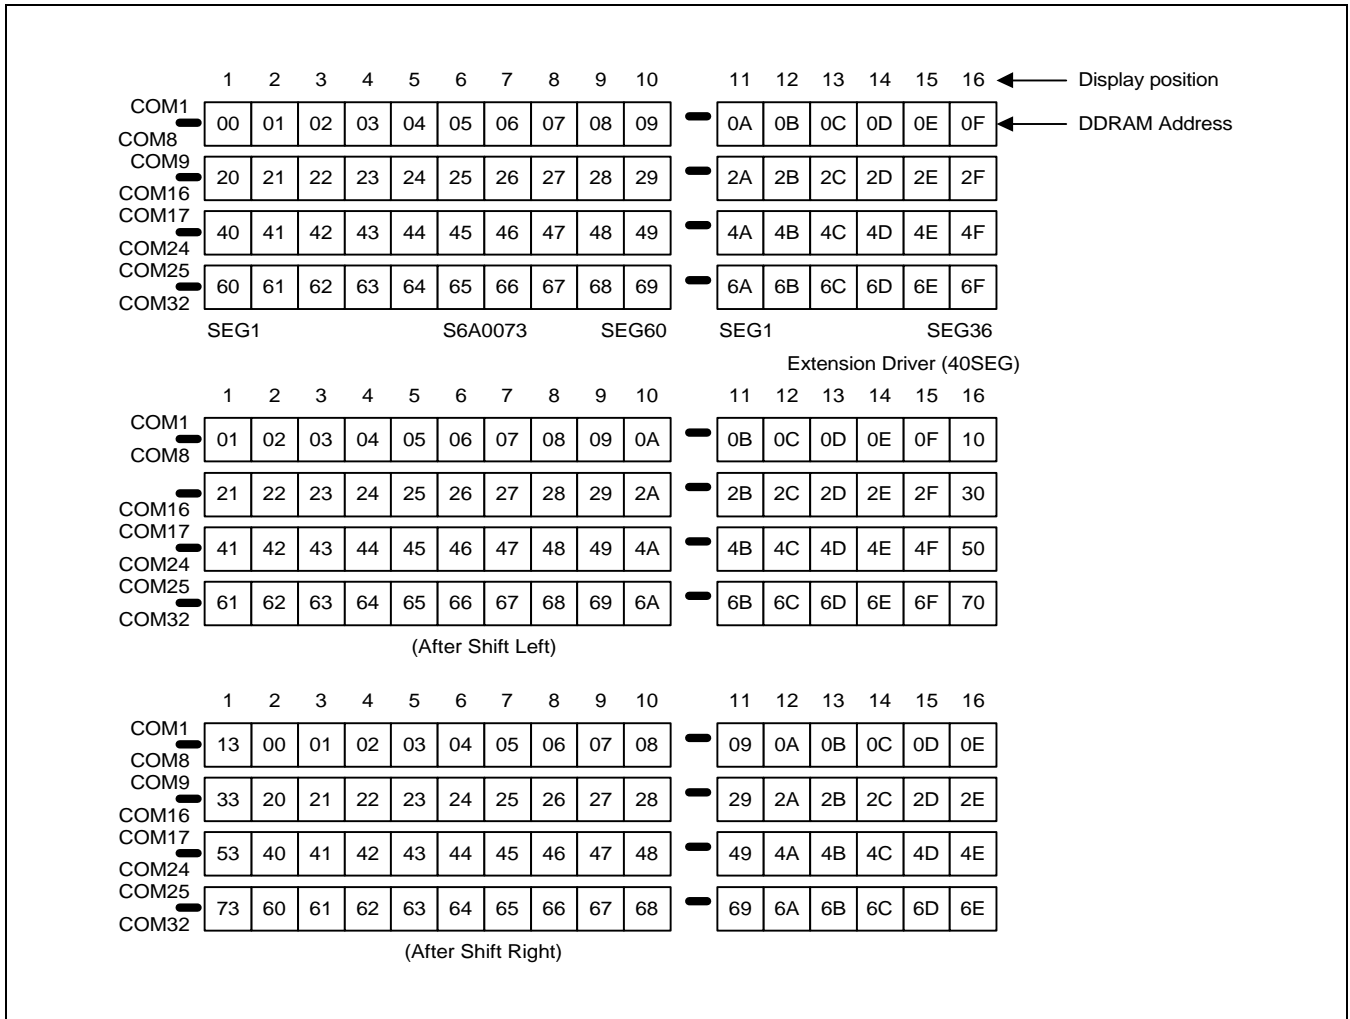 1 2 3 4 5 6 7 8 9 10 11 12 13 14 15 16 Display position
COM1
00 01 02 03 04 05 06 07 08 09 0A 0B 0C 0D 0E 0F DDRAM Address
COM8
COM9
20 21 22 23 24 25 26 27 28 29 2A 2B 2C 2D 2E 2F
COM16
COM17
40 41 42 43 44 45 46 47 48 49 4A 4B 4C 4D 4E 4F
COM24
COM25
60 61 62 63 64 65 66 67 68 69 6A 6B 6C 6D 6E 6F
COM32
SEG1 S6A0073 SEG60 SEG1 SEG36
Extension Driver (40SEG)
1 2 3 4 5 6 7 8 9 10 11 12 13 14 15 16
COM1
01 02 03 04 05 06 07 08 09 0A 0B 0C 0D 0E 0F 10
COM8
21 22 23 24 25 26 27 28 29 2A 2B 2C 2D 2E 2F 30
COM16
COM17
41 42 43 44 45 46 47 48 49 4A 4B 4C 4D 4E 4F 50
COM24
COM25
61 62 63 64 65 66 67 68 69 6A 6B 6C 6D 6E 6F 70
COM32
(After Shift Left)
1 2 3 4 5 6 7 8 9 10 11 12 13 14 15 16
COM1
13 00 01 02 03 04 05 06 07 08 09 0A 0B 0C 0D 0E
COM8
COM9
33 20 21 22 23 24 25 26 27 28 29 2A 2B 2C 2D 2E
COM16
COM17
53 40 41 42 43 44 45 46 47 48 49 4A 4B 4C 4D 4E
COM24
COM25
73 60 61 62 63 64 65 66 67 68 69 6A 6B 6C 6D 6E
COM32
(After Shift Right)